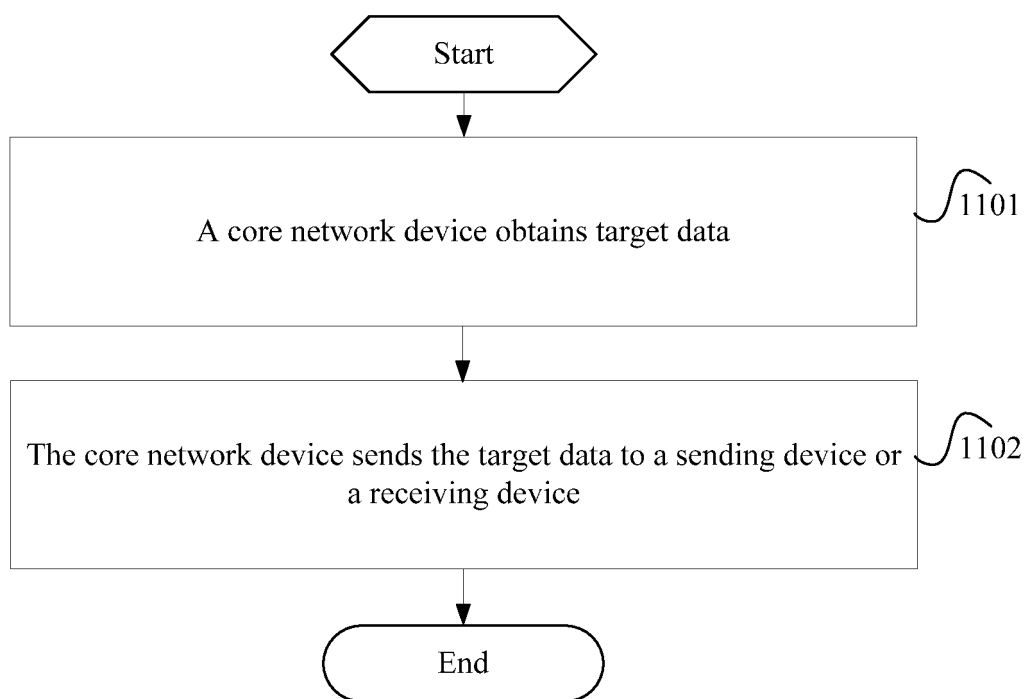 Start
A core network device obtains target data
1101
The core network device sends the target data to a sending device or
a receiving device
1102
End